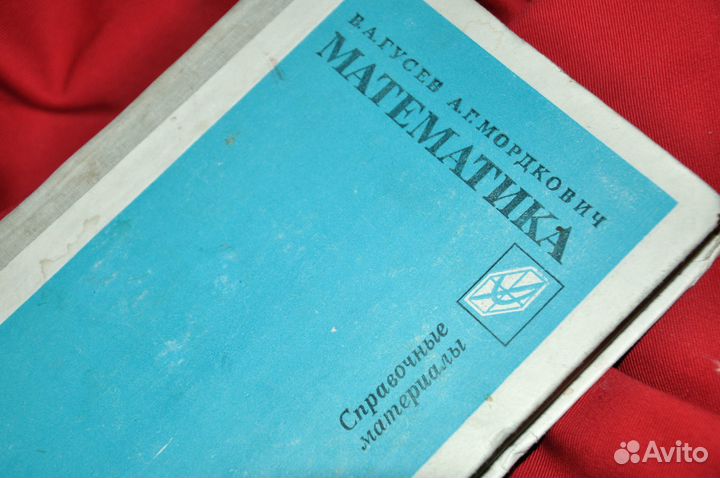 В.А.ГУСЕВ А.Г.МОРДКОВИЧ
МАТЕМАТИКА
Справочные
материалы
Avito